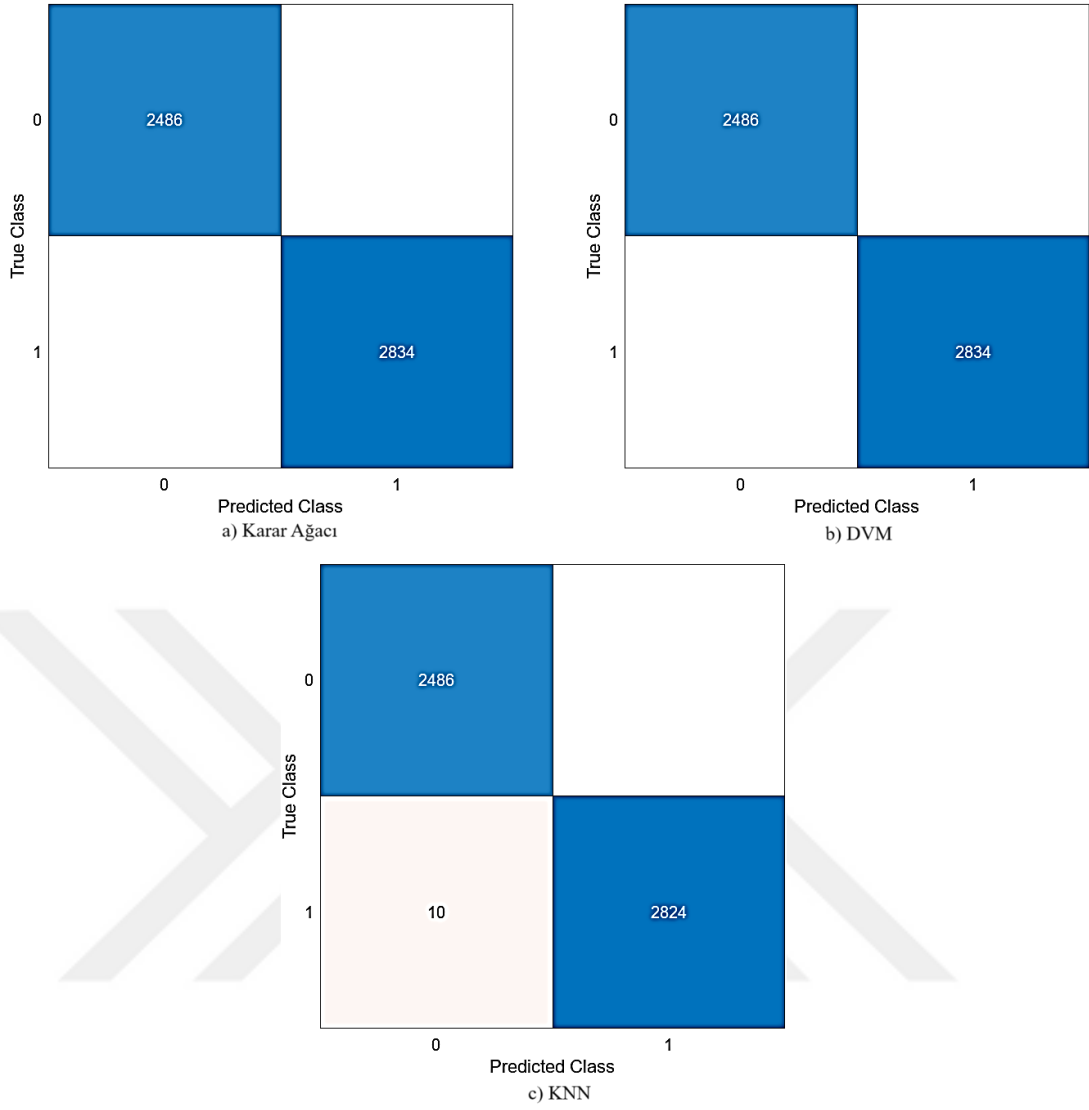 True Class
0
2486
1
2834
0
1
Predicted Class
a) Karar Ağacı
True Class
0
2486
1
2834
0
1
Predicted Class
b) DVM
True Class
0
2486
1
10
2824
0
1
Predicted Class
c) KNN